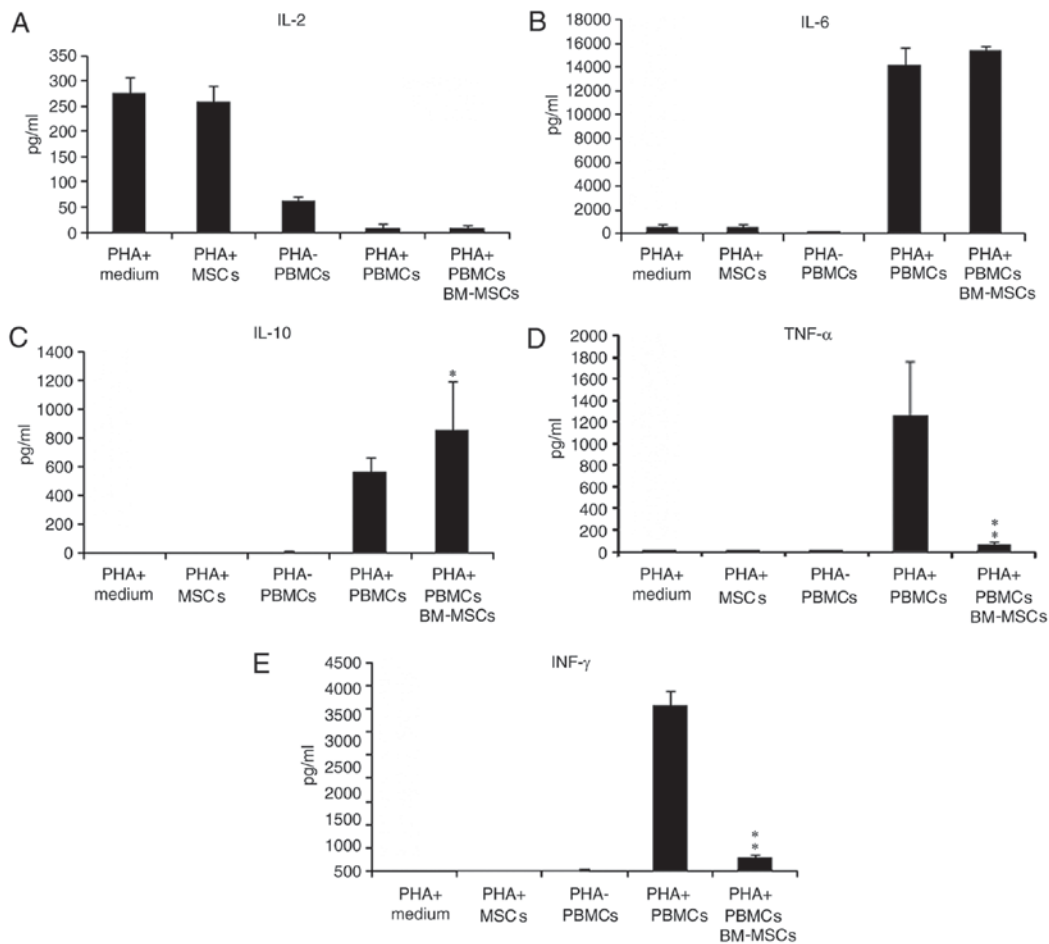 A
IL-2
pg/ml
350
300
250
200
150
100
50
0
PHA+ PHA+ PHA- PHA+ PHA+
medium MSCs PBMCs PBMCs PBMCs
BM-MSCs
B
IL-6
pg/ml
18000
16000
14000
12000
10000
8000
6000
4000
2000
0
PHA+ PHA+ PHA- PHA+ PHA+
medium MSCs PBMCs PBMCs PBMCs
BM-MSCs
C
IL-10
pg/ml
1400
1200
1000
800
600
400
200
0
*
PHA+ PHA+ PHA- PHA+ PHA+
medium MSCs PBMCs PBMCs PBMCs
BM-MSCs
D
TNF-α
pg/ml
2000
1800
1600
1400
1200
1000
800
600
400
200
0
*
*
PHA+ PHA+ PHA- PHA+ PHA+
medium MSCs PBMCs PBMCs PBMCs
BM-MSCs
E
INF-γ
pg/ml
4500
4000
3500
3000
2500
2000
1500
1000
500
*
*
PHA+ PHA+ PHA- PHA+ PHA+
medium MSCs PBMCs PBMCs PBMCs
BM-MSCs